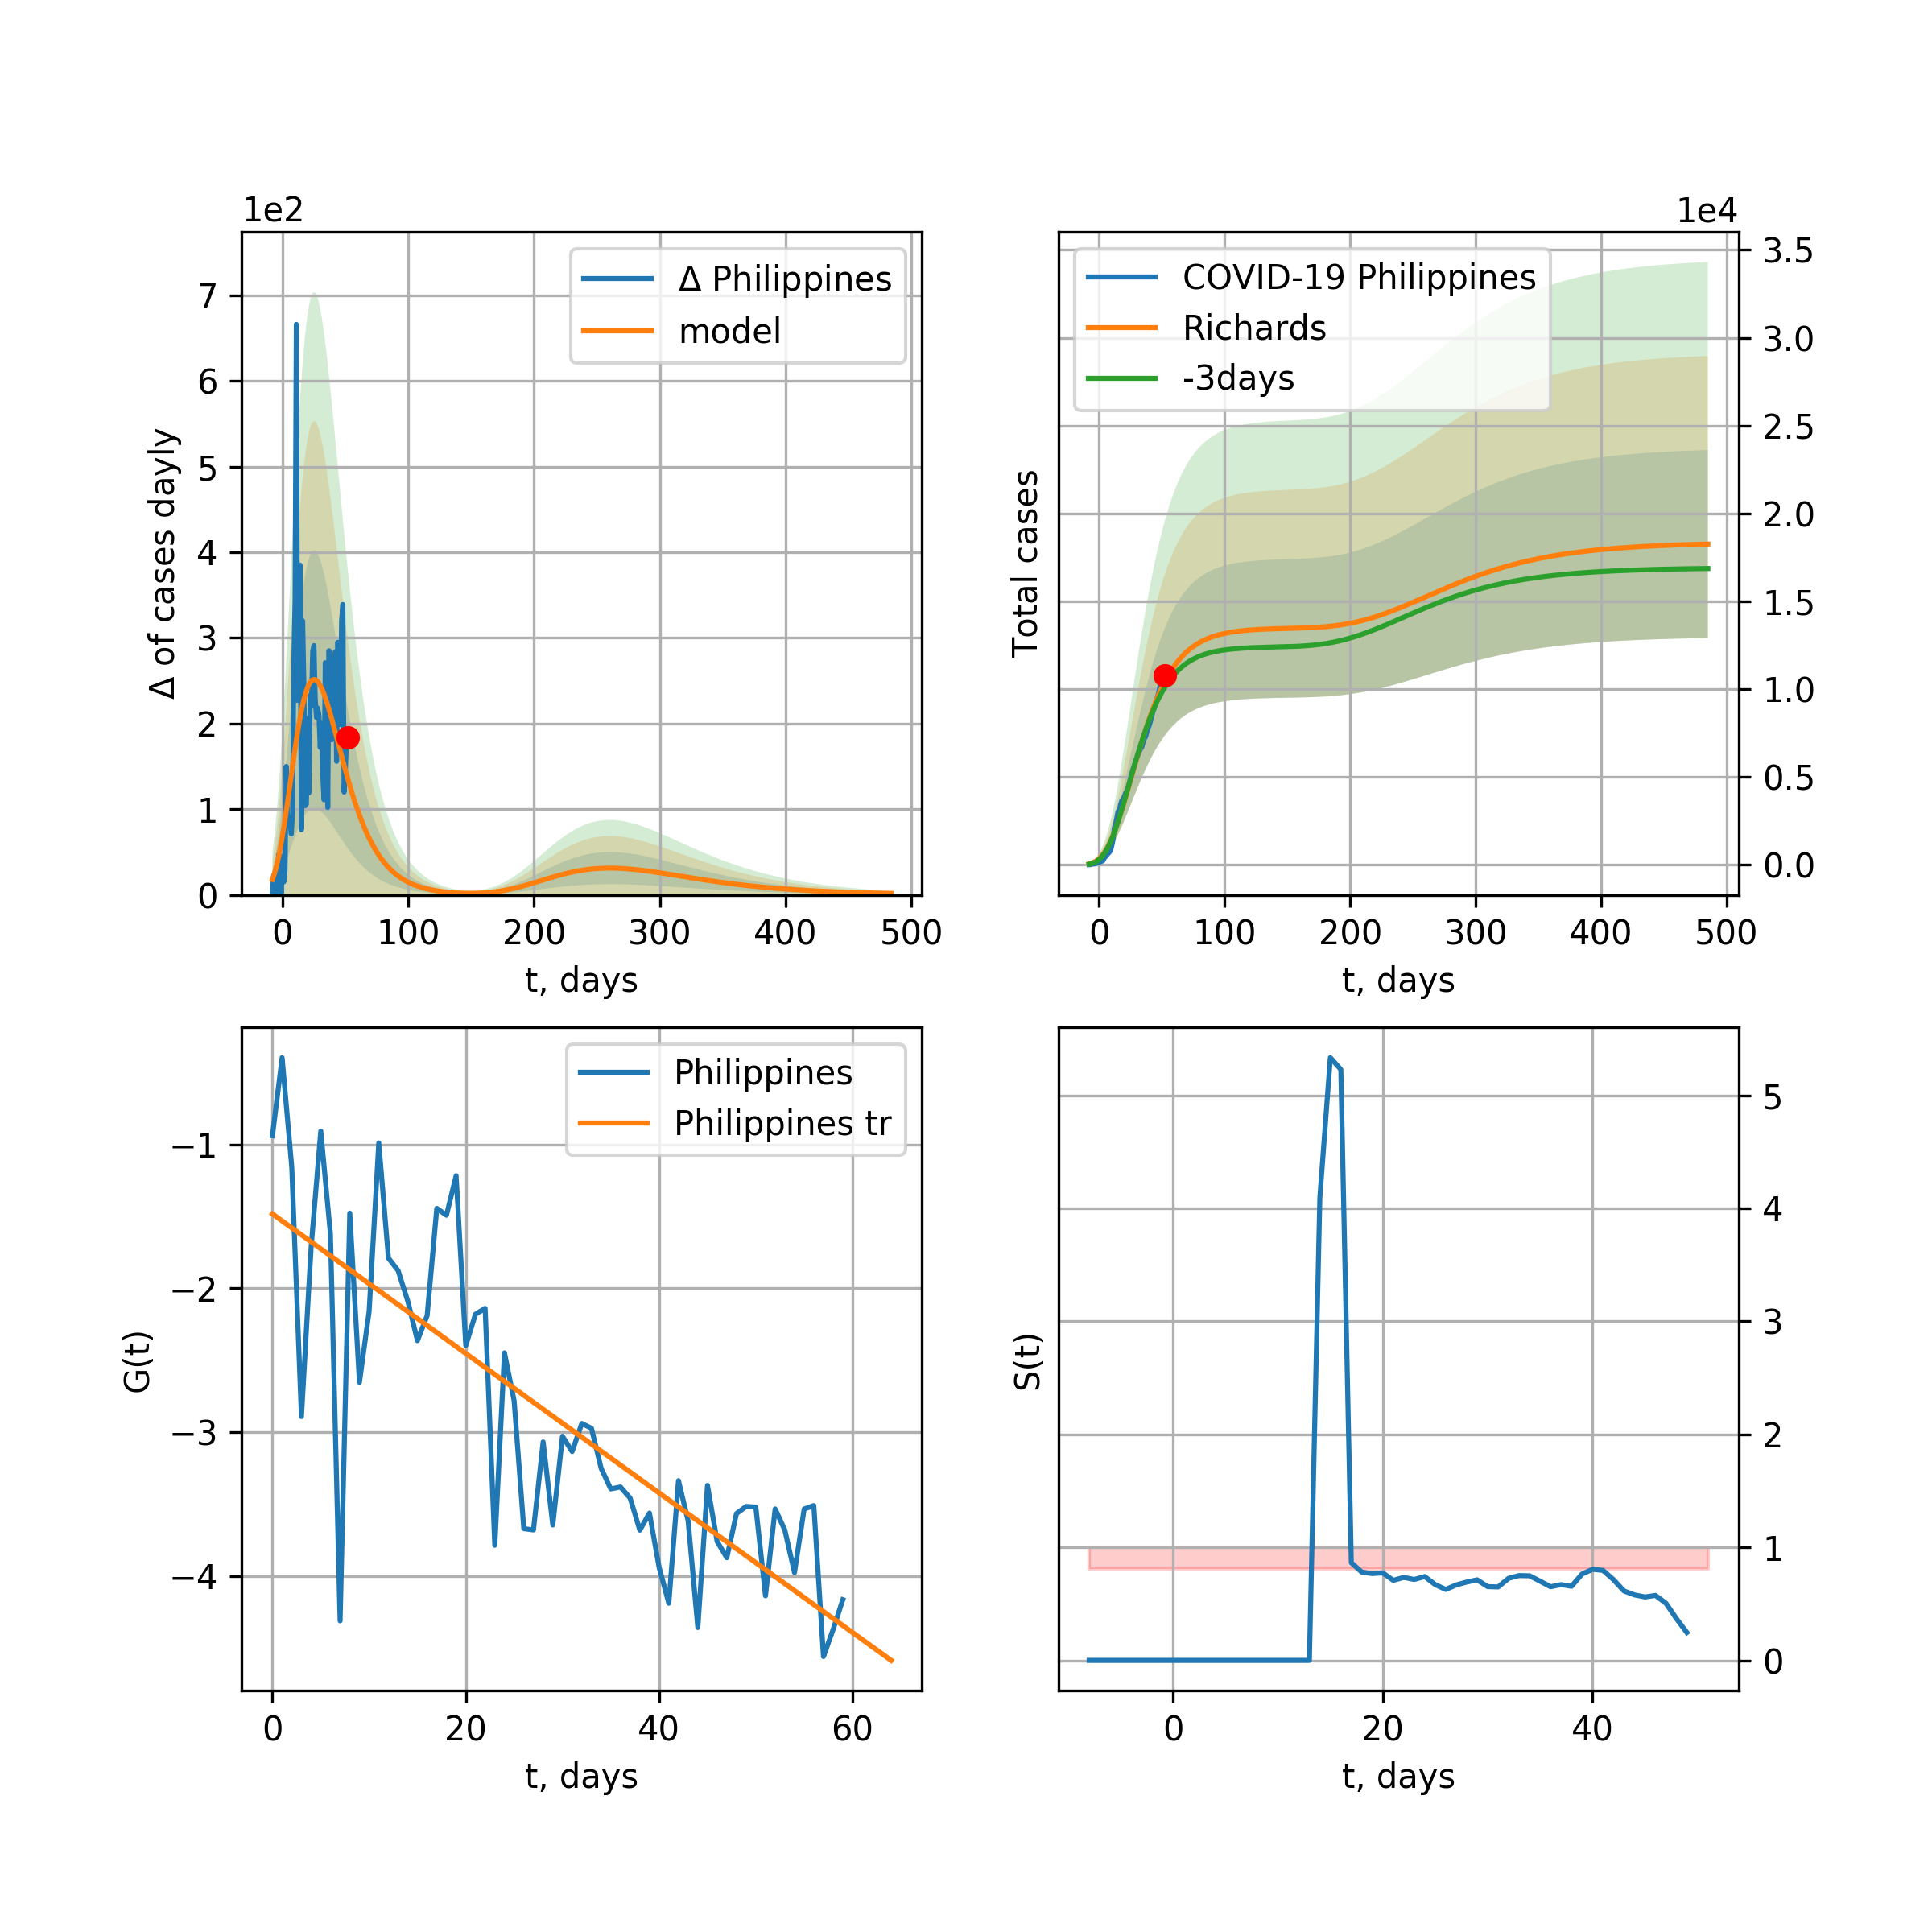 1e2
Δ of cases dayly
7
6
5
4
3
2
1
0
Δ Philippines
model
0 100 200 300 400 500
t, days
1e4
Total cases
COVID-19 Philippines
Richards
-3days
3.5
3.0
2.5
2.0
1.5
1.0
0.5
0.0
0 100 200 300 400 500
t, days
G(t)
−1
−2
−3
−4
Philippines
Philippines tr
0 20 40 60
t, days
S(t)
5
4
3
2
1
0
0 20 40
t, days